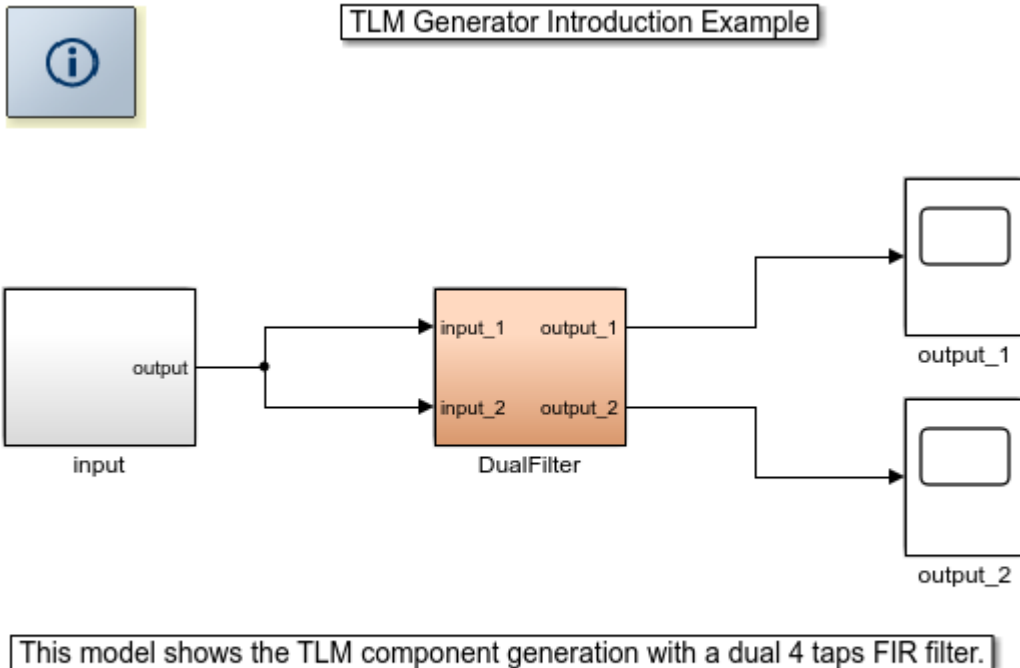 TLM Generator Introduction Example
output
input
input_1
output_1
input_2
output_2
DualFilter
output_1
output_2
This model shows the TLM component generation with a dual 4 taps FIR filter.